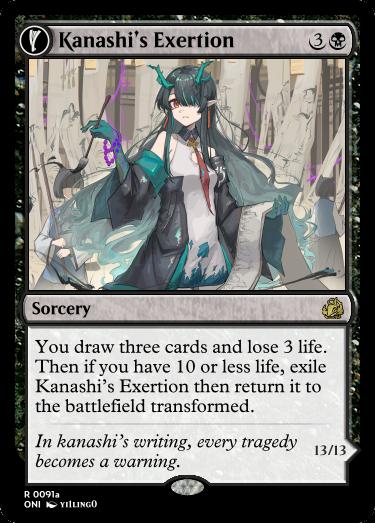 Kanashi's Exertion
3
Sorcery
You draw three cards and lose 3 life.
Then if you have 10 or less life, exile
Kanashi's Exertion then return it to
the battlefield transformed.
In kanashi's writing, every tragedy
becomes a warning.
13/13
R 0091a
ONI YIILINGO